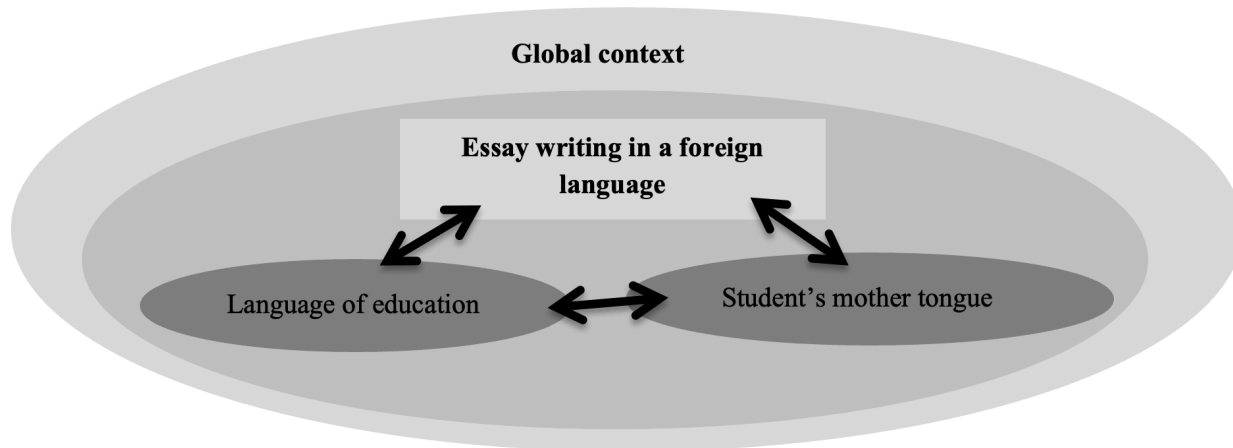 Global context
Essay writing in a foreign
language
Language of education
Student’s mother tongue